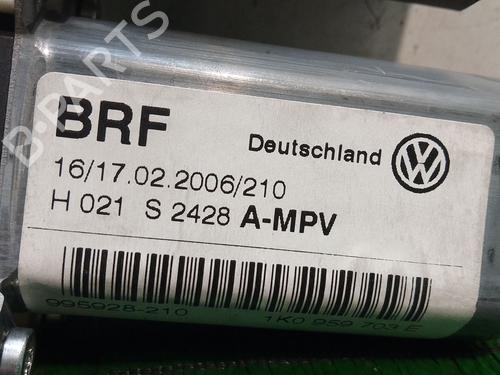 B-PARTS
BRF Deutschland
16/17.02.2006/210
H 021 S 2428 A-MPV
995928-210 1K0 959 703 E